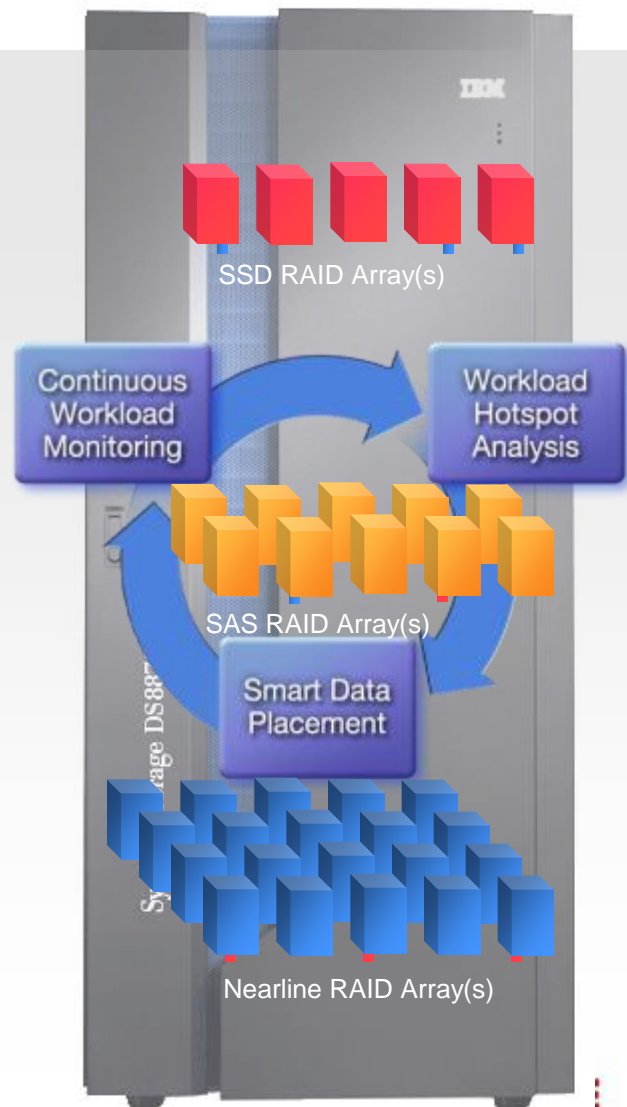 IBM
SSD RAID Array(s)
Continuous
Workload
Monitoring
Workload
Hotspot
Analysis
SAS RAID Array(s)
Smart Data
Placement
Nearline RAID Array(s)